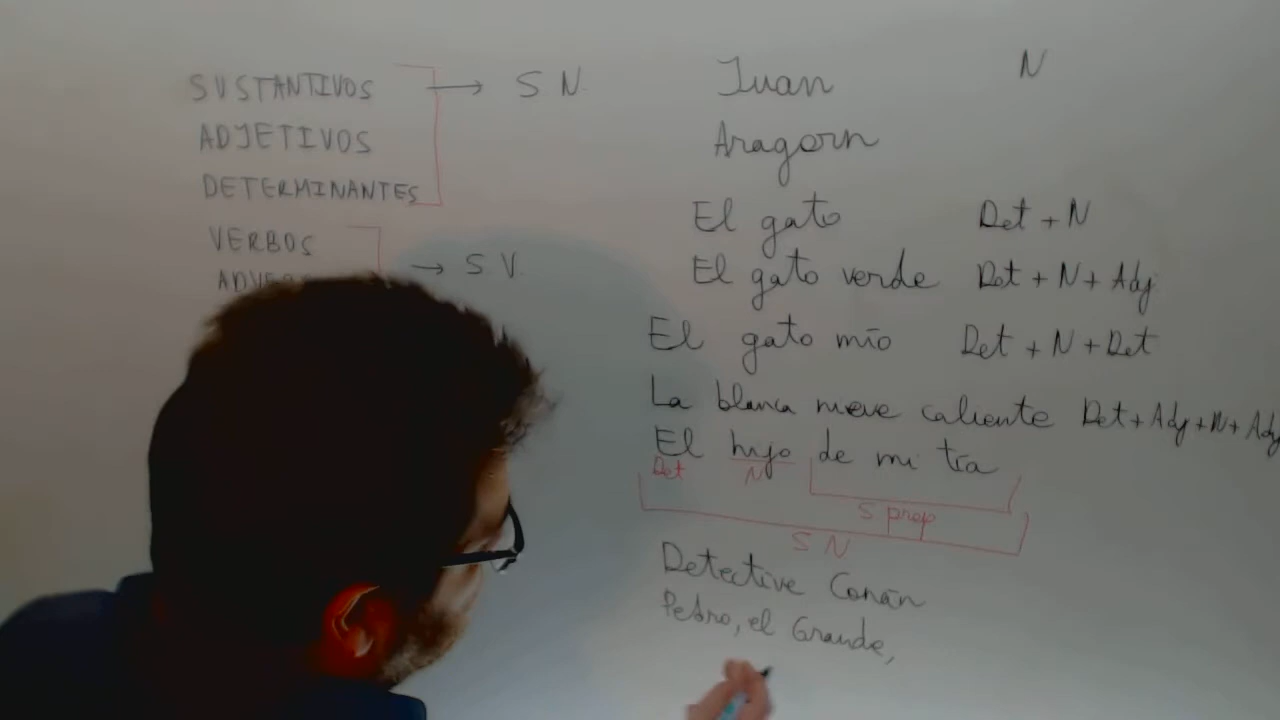 SUSTANTIVOS → S N.
ADJETIVOS
DETERMINANTES
VERBOS → S V.
Juan N
Aragorn
El gato Det + N
El gato verde Det + N + Adj
El gato mío Det + N + Det
La blanca nieve caliente Det + Adj + N + Adj
El hijo de mi tía
Det N
S prep
S N
Detective Conan
Pedro, el Grande,